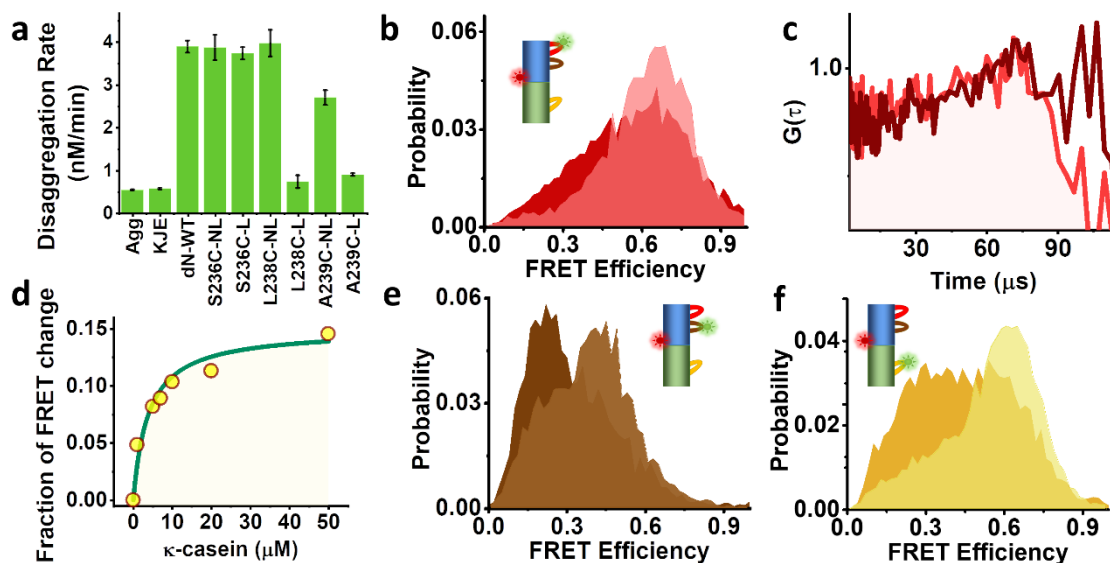 a
Disaggregation Rate
(nM/min)
5
4
3
2
1
0
Agg
KJE
dN-WT
S236C-NL
S236C-L
L238C-NL
L238C-L
A239C-NL
A239C-L
b
Probability
0.06
0.03
0.00
0.0 0.3 0.6 0.9
FRET Efficiency
c
G(τ)
1.0
30 60 90
Time (μs)
d
Fraction of FRET change
0.15
0.10
0.05
0.00
0 10 20 30 40 50
κ-casein (μM)
e
Probability
0.06
0.03
0.00
0.0 0.3 0.6 0.9
FRET Efficiency
f
Probability
0.04
0.02
0.00
0.0 0.3 0.6 0.9
FRET Efficiency